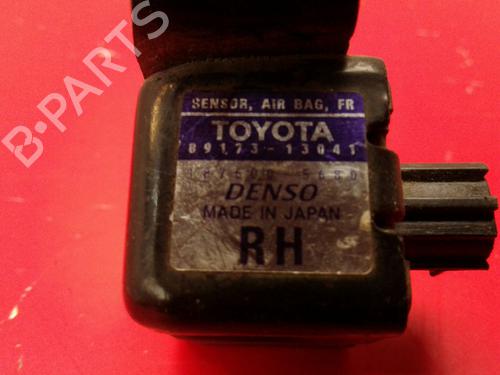 B-PARTS
SENSOR, AIR BAG, FR
TOYOTA
89173-13041
DENSO
MADE IN JAPAN
RH